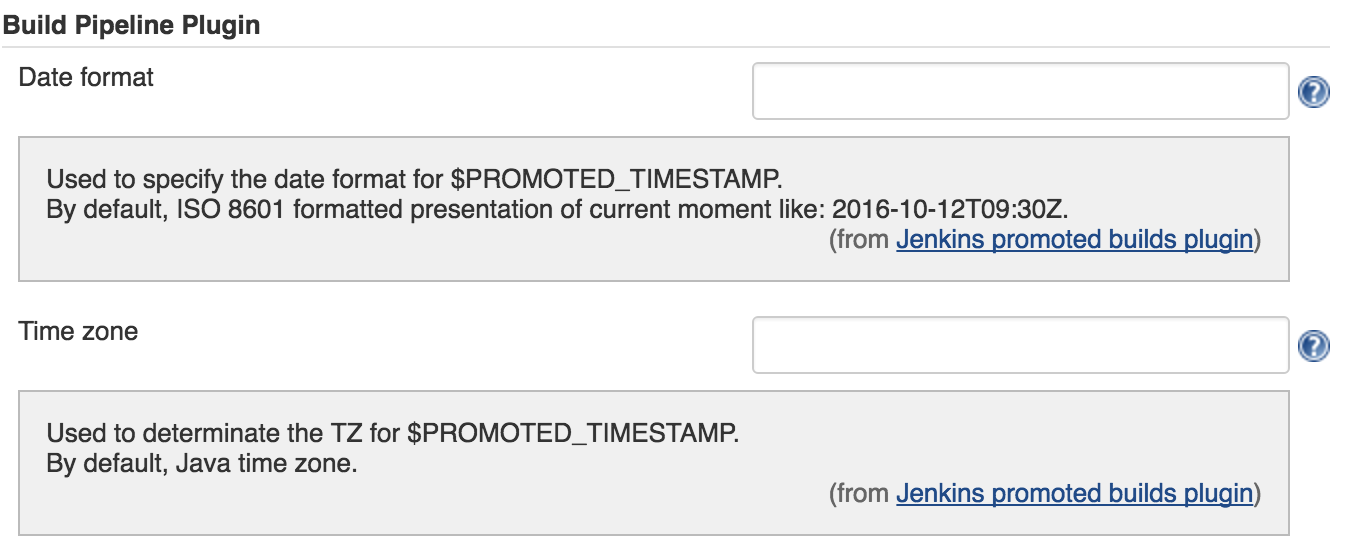 Build Pipeline Plugin
Date format
Used to specify the date format for $PROMOTED_TIMESTAMP.
By default, ISO 8601 formatted presentation of current moment like: 2016-10-12T09:30Z.
(from Jenkins promoted builds plugin)
Time zone
Used to determinate the TZ for $PROMOTED_TIMESTAMP.
By default, Java time zone.
(from Jenkins promoted builds plugin)